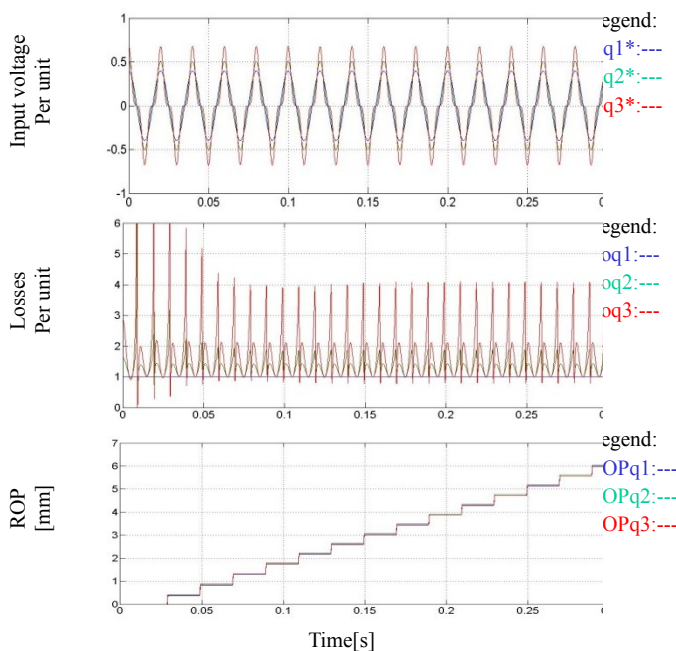 Input voltage
Per unit
1
0.5
0
-0.5
-1
0
0.05
0.1
0.15
0.2
0.25
0.3
egend:
q1*:---
q2*:---
q3*:---
Losses
Per unit
6
5
4
3
2
1
0
0
0.05
0.1
0.15
0.2
0.25
0.3
egend:
oq1:---
oq2:---
oq3:---
ROP
[mm]
7
6
5
4
3
2
1
0
0.05
0.1
0.15
0.2
0.25
0.3
egend:
OPq1:---
OPq2:---
OPq3:---
Time[s]